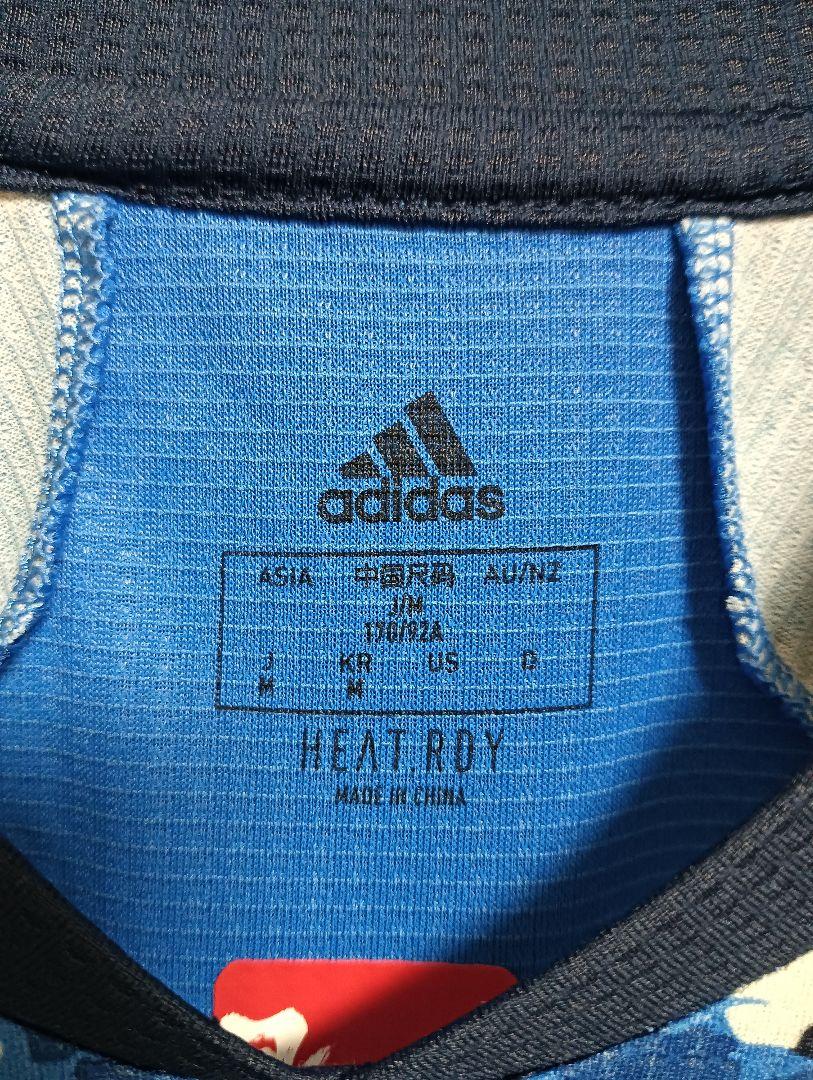 adidas
ASIA 中国尺码 AU/NZ
J/M
170/92A
J KR US D
M M
HEAT.RDY
MADE IN CHINA